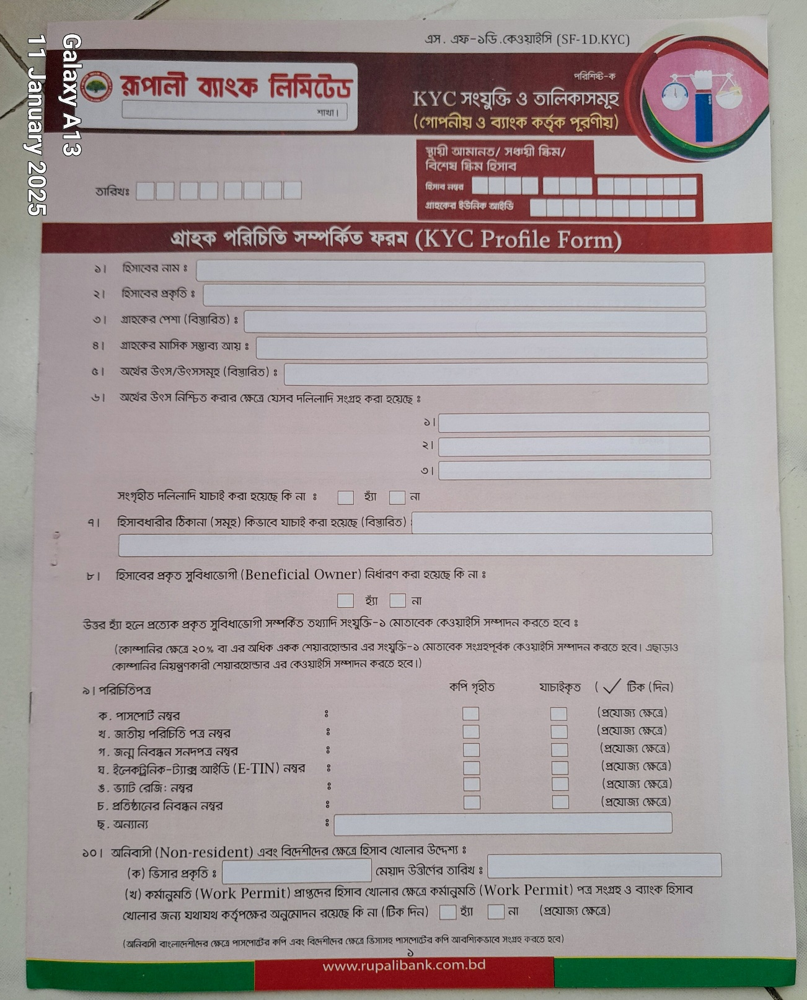 Galaxy A13
11 January 2025
এস. এফ-১ডি.কেওয়াইসি (SF-1D.KYC)
রূপালী ব্যাংক লিমিটেড
শাখা।
পরিশিষ্ট-ক
KYC সংযুক্তি ও তালিকাসমূহ
(গোপনীয় ও ব্যাংক কর্তৃক পূরণীয়)
স্থায়ী আমানত/ সঞ্চয়ী স্কিম/
বিশেষ স্কিম হিসাব
হিসাব নম্বর
গ্রাহকের ইউনিক আইডি
তারিখঃ
গ্রাহক পরিচিতি সম্পর্কিত ফরম (KYC Profile Form)
১। হিসাবের নাম ঃ
২। হিসাবের প্রকৃতি ঃ
৩। গ্রাহকের পেশা (বিস্তারিত) ঃ
৪। গ্রাহকের মাসিক সম্ভাব্য আয় ঃ
৫। অর্থের উৎস/উৎসসমূহ (বিস্তারিত) ঃ
৬। অর্থের উৎস নিশ্চিত করার ক্ষেত্রে যেসব দলিলাদি সংগ্রহ করা হয়েছে ঃ
১।
২।
৩।
সংগৃহীত দলিলাদি যাচাই করা হয়েছে কি না ঃ হ্যাঁ না
৭। হিসাবধারীর ঠিকানা (সমূহ) কিভাবে যাচাই করা হয়েছে (বিস্তারিত) :
৮। হিসাবের প্রকৃত সুবিধাভোগী (Beneficial Owner) নির্ধারণ করা হয়েছে কি না ঃ
হ্যাঁ না
উত্তর হ্যাঁ হলে প্রত্যেক প্রকৃত সুবিধাভোগী সম্পর্কিত তথ্যাদি সংযুক্তি-১ মোতাবেক কেওয়াইসি সম্পাদন করতে হবে ঃ
(কোম্পানির ক্ষেত্রে ২০% বা এর অধিক একক শেয়ারহোল্ডার এর সংযুক্তি-১ মোতাবেক সংগ্রহপূর্বক কেওয়াইসি সম্পাদন করতে হবে। এছাড়াও
কোম্পানির নিয়ন্ত্রণকারী শেয়ারহোল্ডার এর কেওয়াইসি সম্পাদন করতে হবে।)
৯। পরিচিতিপত্র কপি গৃহীত যাচাইকৃত ( ✓ টিক (দিন)
ক. পাসপোর্ট নম্বর ঃ (প্রযোজ্য ক্ষেত্রে)
খ. জাতীয় পরিচিতি পত্র নম্বর ঃ (প্রযোজ্য ক্ষেত্রে)
গ. জন্ম নিবন্ধন সনদপত্র নম্বর ঃ (প্রযোজ্য ক্ষেত্রে)
ঘ. ইলেকট্রনিক-ট্যাক্স আইডি (E-TIN) নম্বর ঃ (প্রযোজ্য ক্ষেত্রে)
ঙ. ভ্যাট রেজি: নম্বর ঃ (প্রযোজ্য ক্ষেত্রে)
চ. প্রতিষ্ঠানের নিবন্ধন নম্বর ঃ (প্রযোজ্য ক্ষেত্রে)
ছ. অন্যান্য ঃ
১০। অনিবাসী (Non-resident) এবং বিদেশীদের ক্ষেত্রে হিসাব খোলার উদ্দেশ্য ঃ
(ক) ভিসার প্রকৃতি ঃ মেয়াদ উত্তীর্ণের তারিখ ঃ
(খ) কর্মানুমতি (Work Permit) প্রাপ্তদের হিসাব খোলার ক্ষেত্রে কর্মানুমতি (Work Permit) পত্র সংগ্রহ ও ব্যাংক হিসাব
খোলার জন্য যথাযথ কর্তৃপক্ষের অনুমোদন রয়েছে কি না (টিক দিন) হ্যাঁ না (প্রযোজ্য ক্ষেত্রে)
(অনিবাসী বাংলাদেশীদের ক্ষেত্রে পাসপোর্টের কপি এবং বিদেশীদের ক্ষেত্রে ভিসাসহ পাসপোর্টের কপি আবশ্যিকভাবে সংগ্রহ করতে হবে)
১
www.rupalibank.com.bd